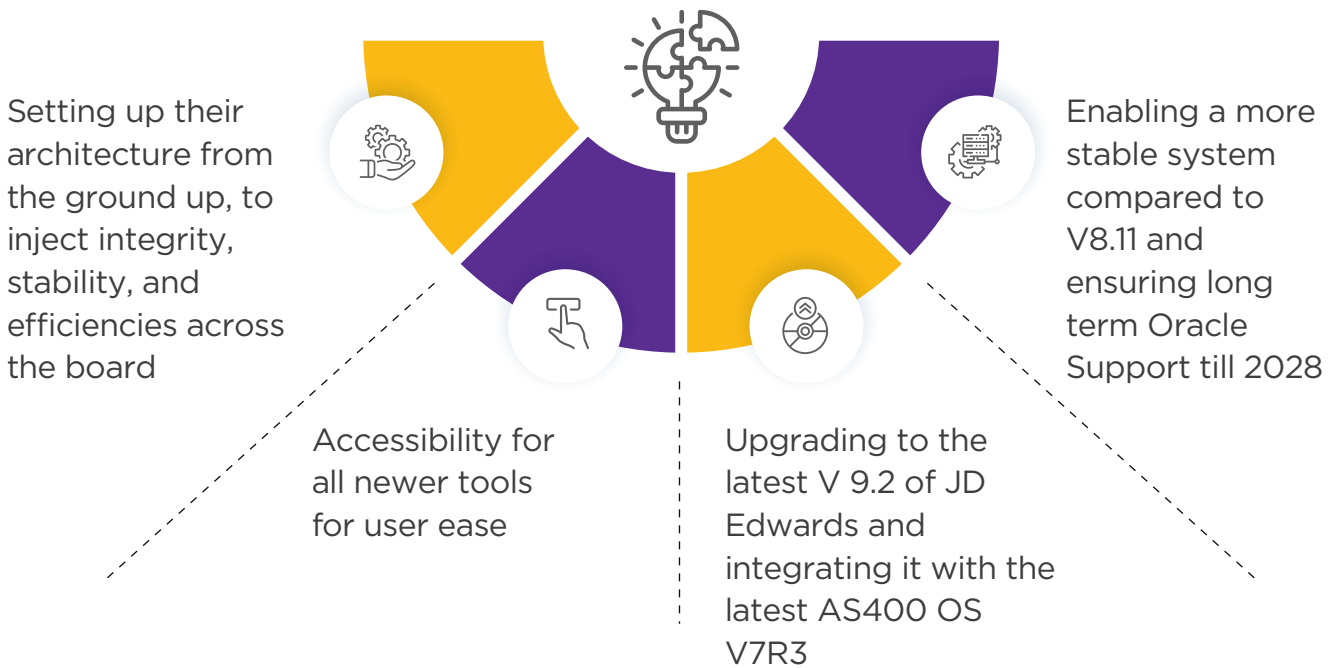 Setting up their
architecture from
the ground up, to
inject integrity,
stability, and
efficiencies across
the board
Accessibility for
all newer tools
for user ease
Upgrading to the
latest V 9.2 of JD
Edwards and
integrating it with the
latest AS400 OS
V7R3
Enabling a more
stable system
compared to
V8.11 and
ensuring long
term Oracle
Support till 2028